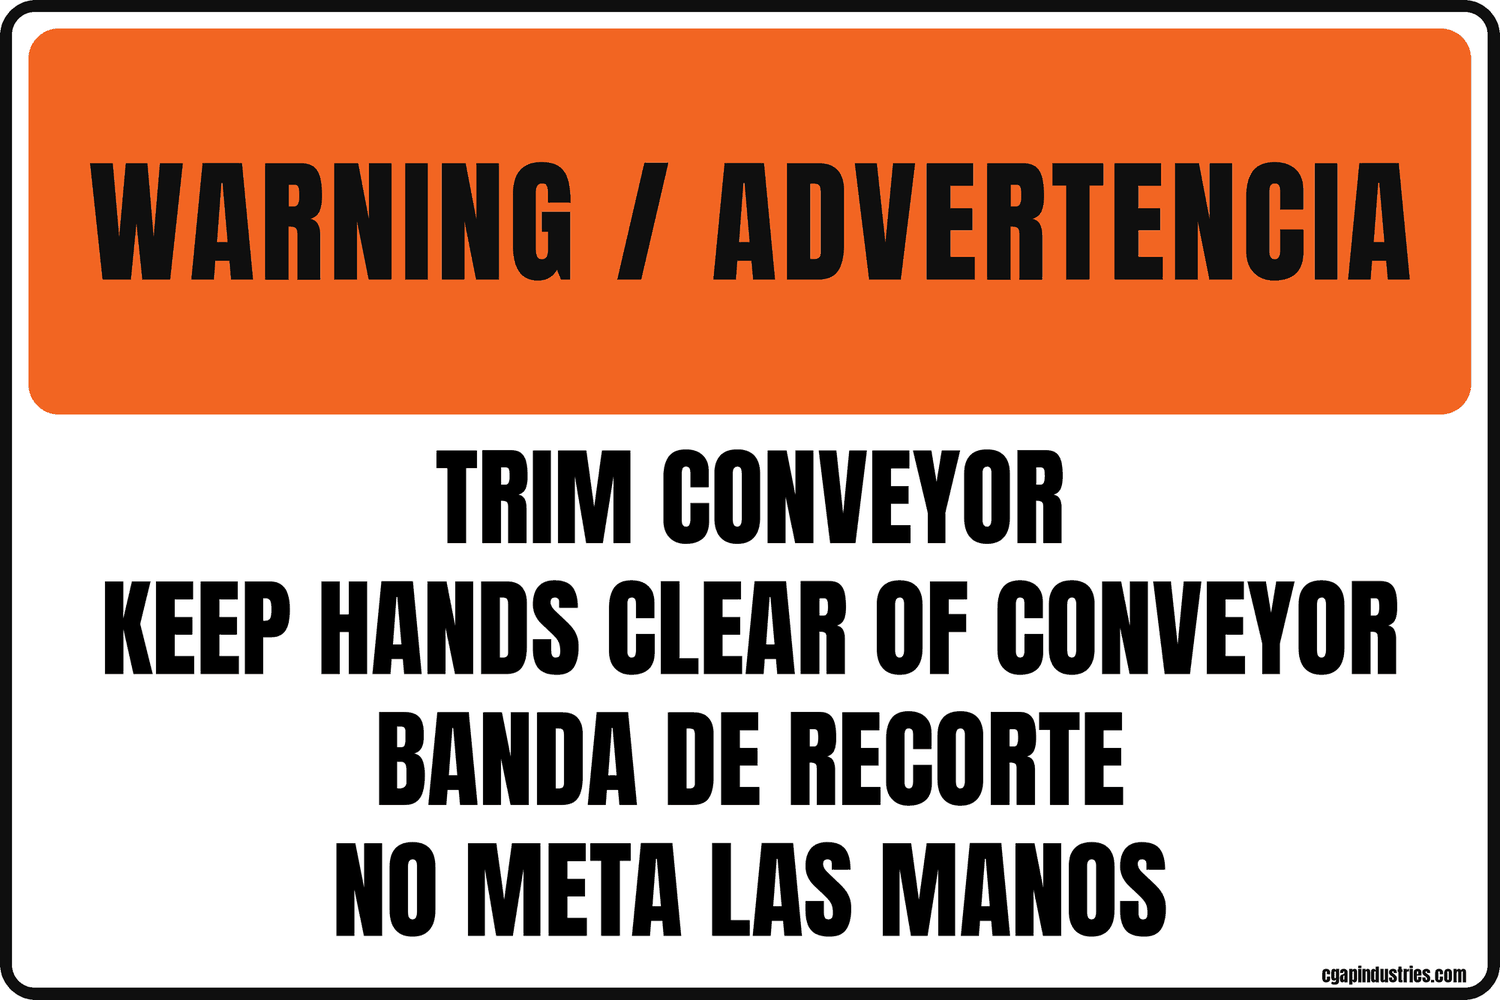 WARNING / ADVERTENCIA
TRIM CONVEYOR
KEEP HANDS CLEAR OF CONVEYOR
BANDA DE RECORTE
NO META LAS MANOS
cgapindustries.com